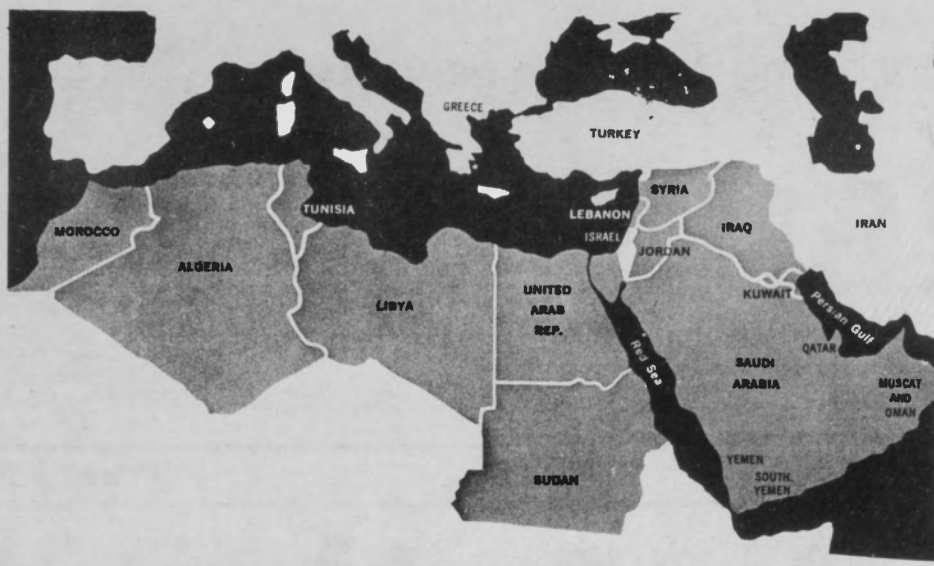 GREECE
TURKEY
SYRIA
TUNISIA
LEBANON
MOROCCO
IRAQ
IRAN
ISRAEL
JORDAN
ALGERIA
UNITED
ARAB
REP.
KUWAIT
LIBYA
Persian Gulf
QATAR
Red Sea
SAUDI
ARABIA
MUSCAT
AND
OMAN
YEMEN
SOUTH
YEMEN
SUDAN